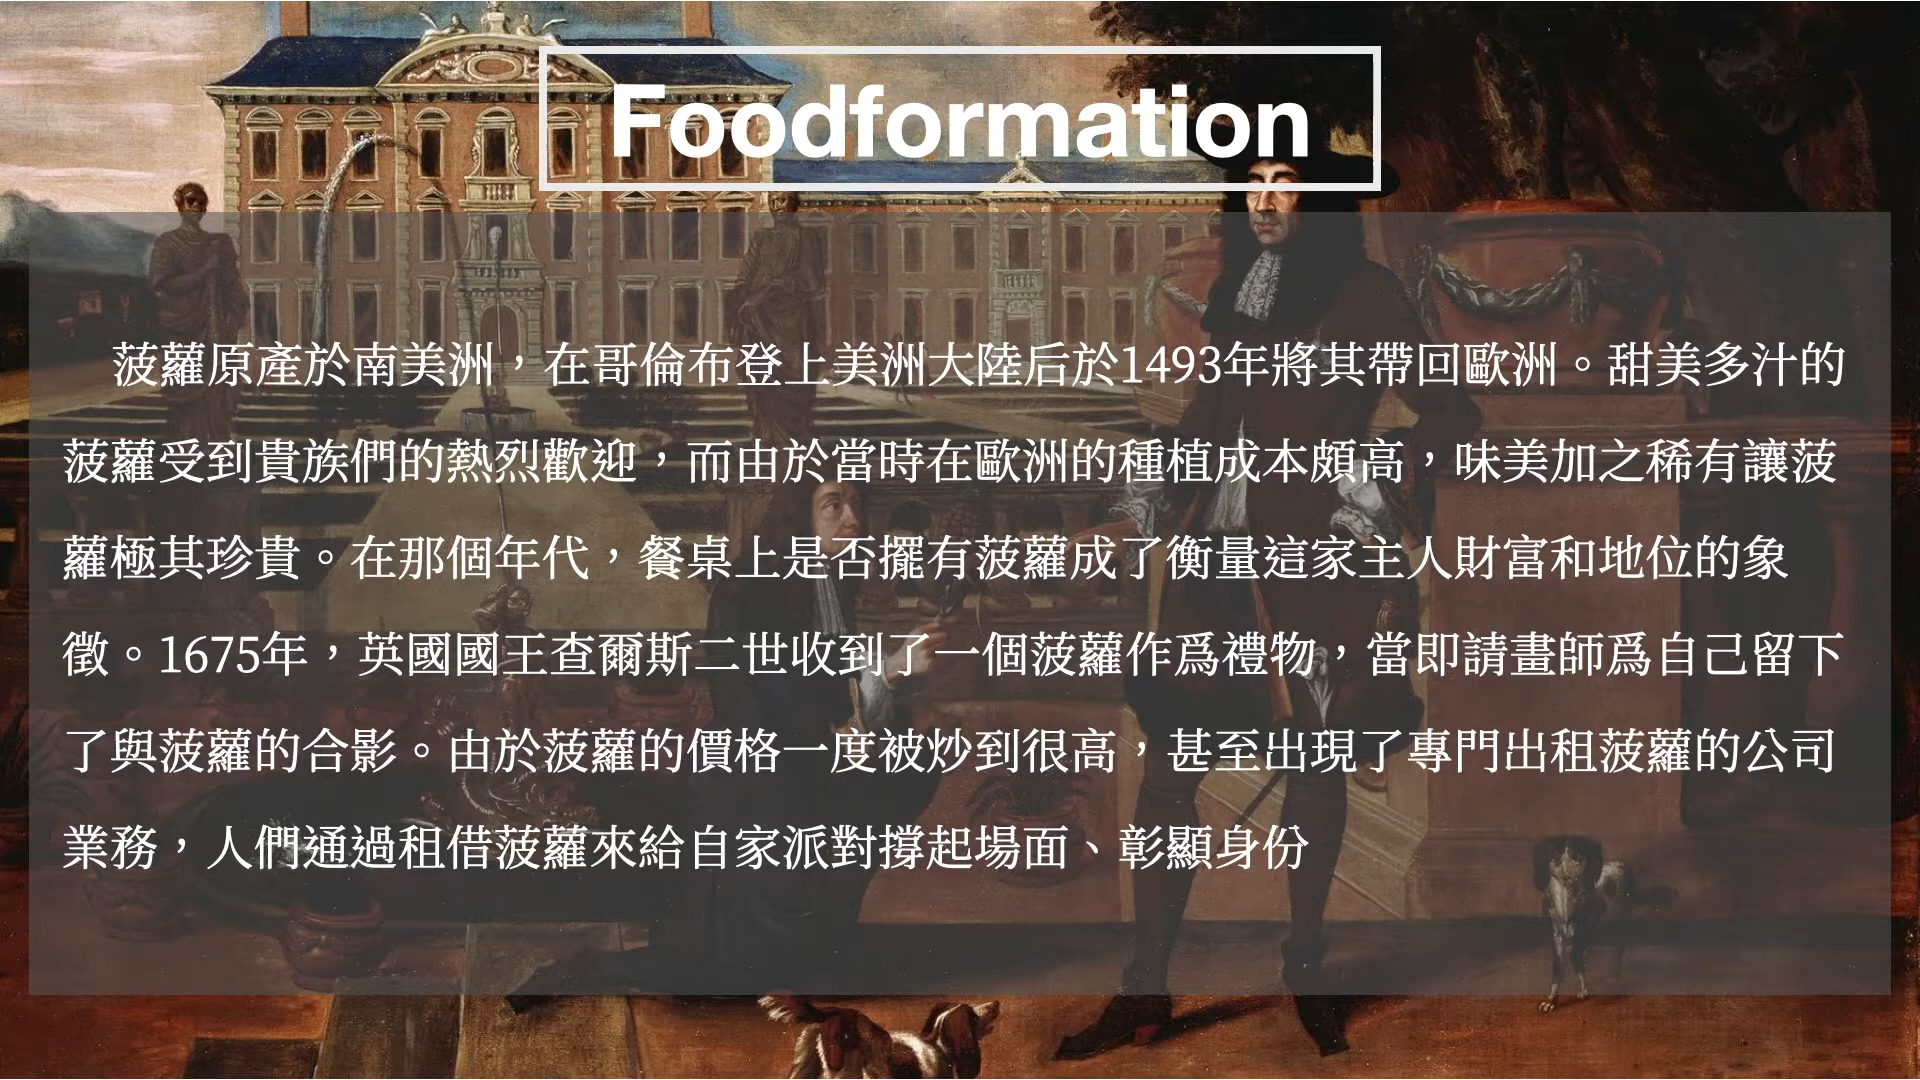 Foodformation
菠蘿原產於南美洲，在哥倫布登上美洲大陸后於1493年將其帶回歐洲。甜美多汁的
菠蘿受到貴族們的熱烈歡迎，而由於當時在歐洲的種植成本頗高，味美加之稀有讓菠
蘿極其珍貴。在那個年代，餐桌上是否擺有菠蘿成了衡量這家主人財富和地位的象
徵。1675年，英國國王查爾斯二世收到了一個菠蘿作爲禮物，當即請畫師爲自己留下
了與菠蘿的合影。由於菠蘿的價格一度被炒到很高，甚至出現了專門出租菠蘿的公司
業務，人們通過租借菠蘿來給自家派對撐起場面、彰顯身份